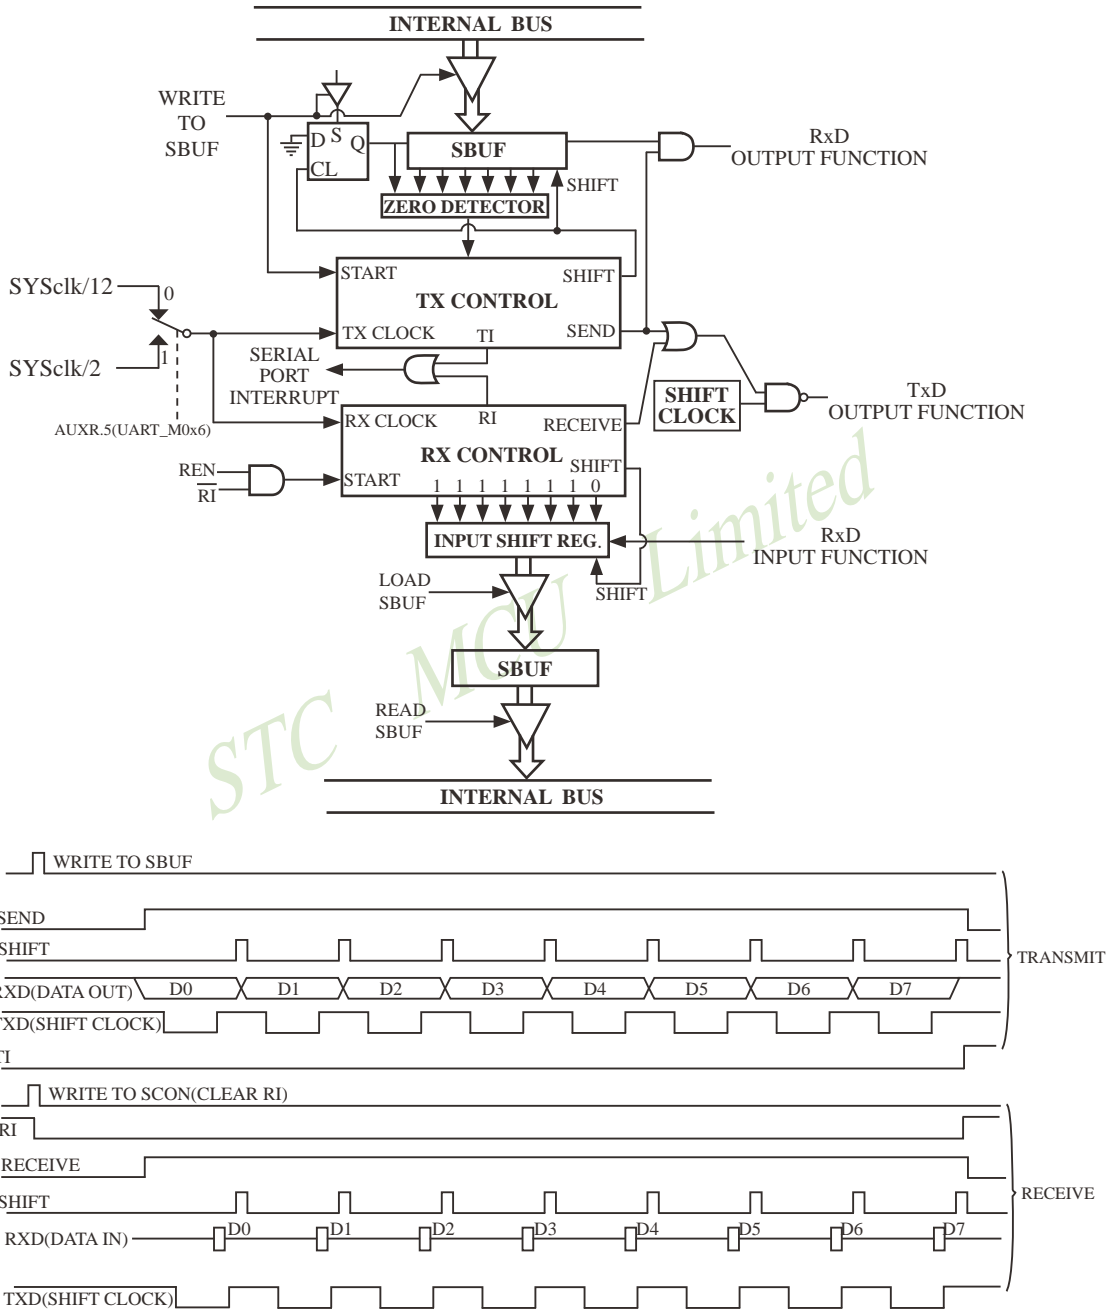 INTERNAL BUS
WRITE
TO
SBUF
D S Q
CL
SBUF
RxD
OUTPUT FUNCTION
SHIFT
ZERO DETECTOR
START
SHIFT
TX CONTROL
TX CLOCK
TI
SEND
SYSclk/12
0
SYSclk/2
1
AUXR.5(UART_M0x6)
SERIAL
PORT
INTERRUPT
SHIFT
CLOCK
TxD
OUTPUT FUNCTION
RX CLOCK
RI
RECEIVE
RX CONTROL
SHIFT
START
1 1 1 1 1 1 1 0
REN
RI
INPUT SHIFT REG.
RxD
INPUT FUNCTION
SHIFT
LOAD
SBUF
SBUF
READ
SBUF
INTERNAL BUS
STC MCU Limited
WRITE TO SBUF
SEND
SHIFT
RXD(DATA OUT) D0 D1 D2 D3 D4 D5 D6 D7
TXD(SHIFT CLOCK)
TI
TRANSMIT
WRITE TO SCON(CLEAR RI)
RI
RECEIVE
SHIFT
RXD(DATA IN) D0 D1 D2 D3 D4 D5 D6 D7
TXD(SHIFT CLOCK)
RECEIVE